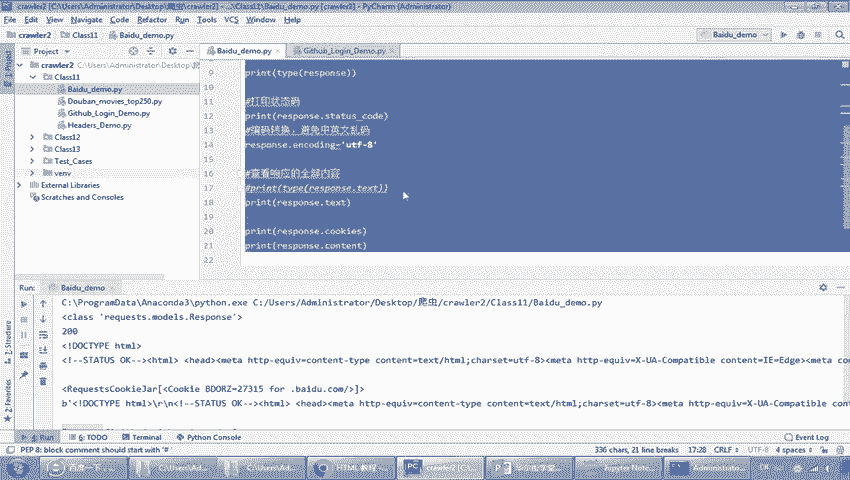 crawler2 [C:\Users\Administrator\Desktop\爬虫\crawler2] - ...\Class11\Baidu_demo.py [crawler2] - PyCharm (Administrator)
File Edit View Navigate Code Refactor Run Tools VCS Window Help
crawler2 Class11 Baidu_demo.py Baidu_demo
Project Baidu_demo.py Github_Login_Demo.py
1: Project
crawler2 C:\Users\Administrator\Desktop\爬
Class11
Baidu_demo.py
Douban_movies_top250.py
Github_Login_Demo.py
Headers_Demo.py
Class12
Class13
Test_Cases
venv
External Libraries
Scratches and Consoles
9 print(type(response))
10
11 #打印状态码
12 print(response.status_code)
13 #编码转换，避免中英文乱码
14 response.encoding='utf-8'
15
16 #查看响应的全部内容
17 #print(type(response.text))
18 print(response.text)
19
20 print(response.cookies)
21 print(response.content)
22
Run: Baidu_demo
C:\ProgramData\Anaconda3\python.exe C:/Users/Administrator/Desktop/爬虫/crawler2/Class11/Baidu_demo.py
<class 'requests.models.Response'>
200
<!DOCTYPE html>
<!--STATUS OK--><html> <head><meta http-equiv=content-type content=text/html;charset=utf-8><meta http-equiv=X-UA-Compatible content=IE=Edge><meta co
<RequestsCookieJar[<Cookie BDORZ=27315 for .baidu.com/>]>
b'<!DOCTYPE html>\r\n<!--STATUS OK--><html> <head><meta http-equiv=content-type content=text/html;charset=utf-8><meta http-equiv=X-UA-Compatible conte
7: Structure
2: Favorites
4: Run 6: TODO Terminal Python Console Event Log
PEP 8: block comment should start with '# ' 336 chars, 21 line breaks 17:28 CRLF UTF-8 4 spaces
百度一下... C:\Users\Adm... C:\Users\Adm... HTML 教程 -... crawler2 [C:\... Jupyter Note... Administrator...